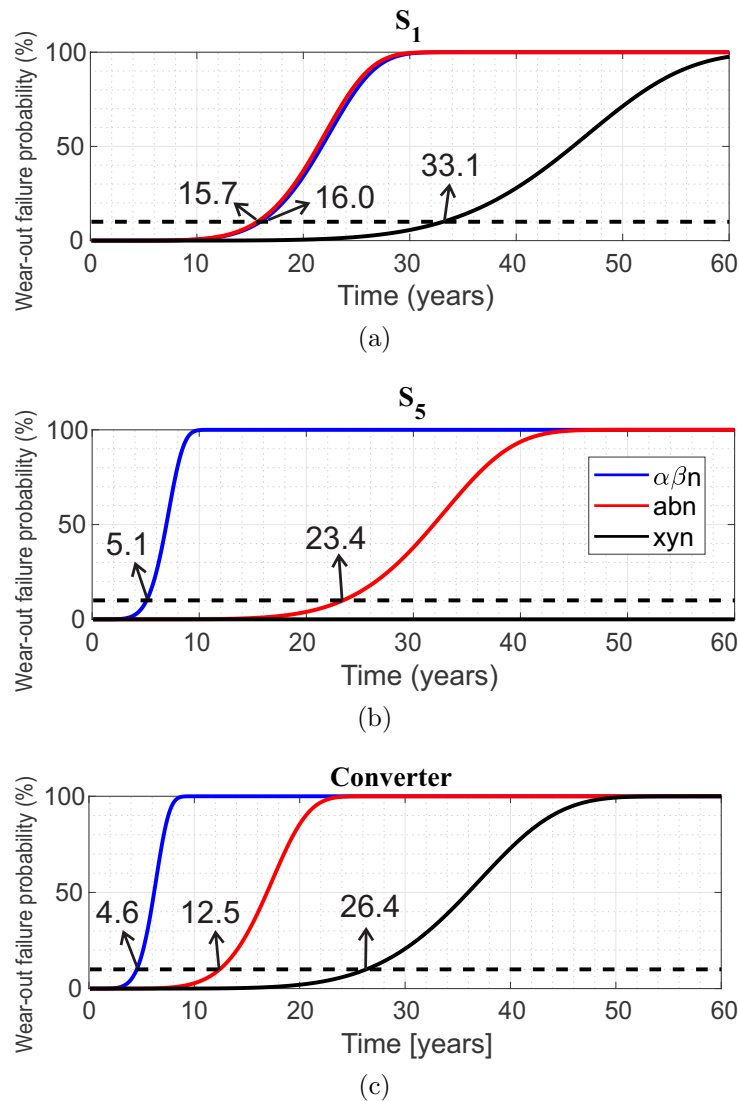 S1
Wear-out failure probability (%)
100
50
0
15.7
16.0
33.1
0 10 20 30 40 50 60
Time (years)
(a)
S5
Wear-out failure probability (%)
100
50
0
5.1
23.4
αβn
abn
xyn
0 10 20 30 40 50 60
Time (years)
(b)
Converter
Wear-out failure probability (%)
100
50
0
4.6
12.5
26.4
0 10 20 30 40 50 60
Time [years]
(c)